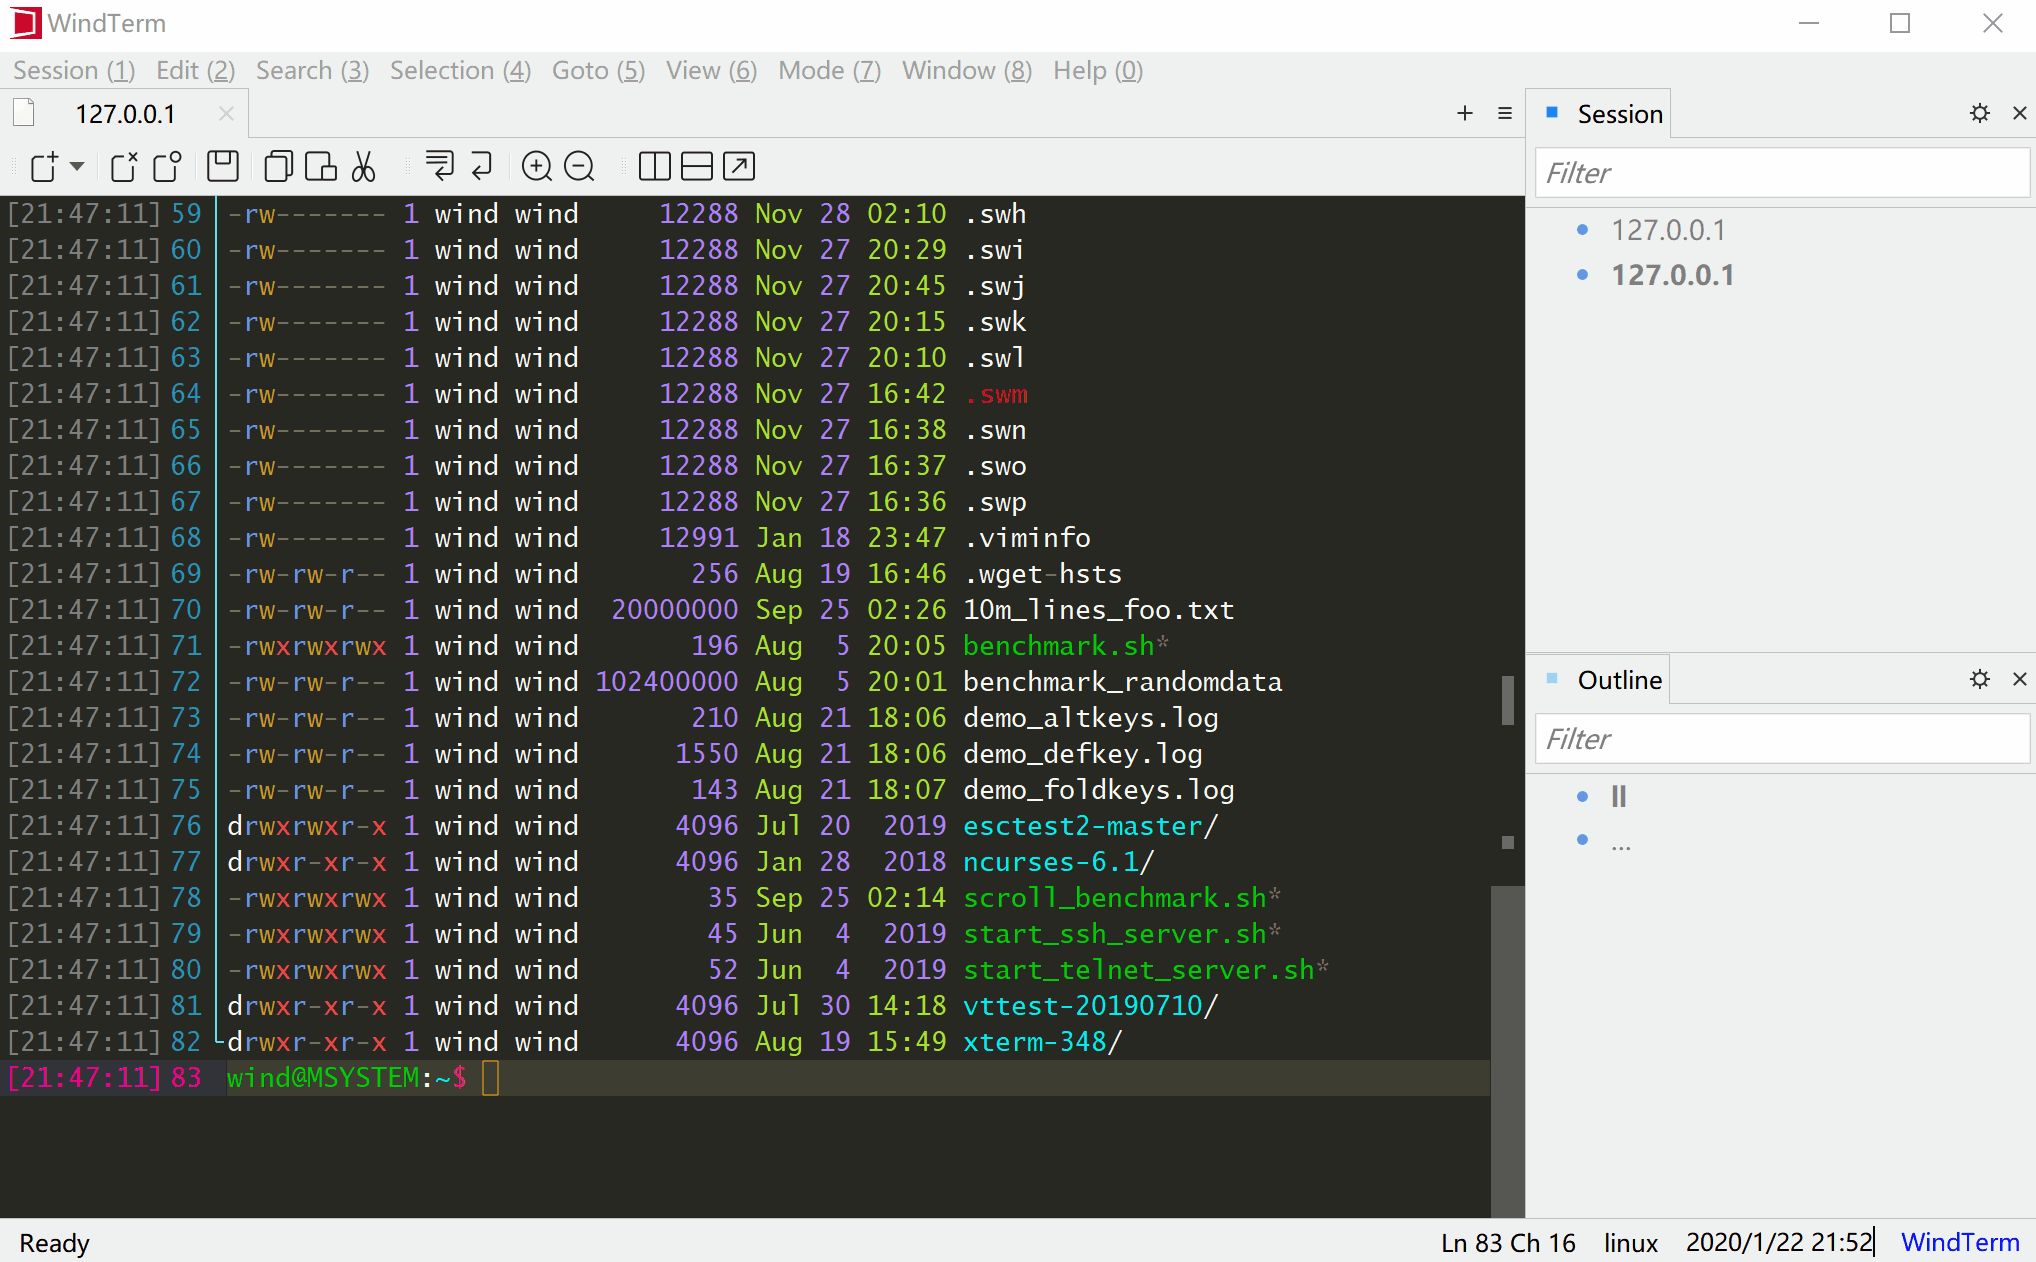 WindTerm
Session (1) Edit (2) Search (3) Selection (4) Goto (5) View (6) Mode (7) Window (8) Help (0)
127.0.0.1
[21:47:11] 59 -rw------- 1 wind wind 12288 Nov 28 02:10 .swh
[21:47:11] 60 -rw------- 1 wind wind 12288 Nov 27 20:29 .swi
[21:47:11] 61 -rw------- 1 wind wind 12288 Nov 27 20:45 .swj
[21:47:11] 62 -rw------- 1 wind wind 12288 Nov 27 20:15 .swk
[21:47:11] 63 -rw------- 1 wind wind 12288 Nov 27 20:10 .swl
[21:47:11] 64 -rw------- 1 wind wind 12288 Nov 27 16:42 .swm
[21:47:11] 65 -rw------- 1 wind wind 12288 Nov 27 16:38 .swn
[21:47:11] 66 -rw------- 1 wind wind 12288 Nov 27 16:37 .swo
[21:47:11] 67 -rw------- 1 wind wind 12288 Nov 27 16:36 .swp
[21:47:11] 68 -rw------- 1 wind wind 12991 Jan 18 23:47 .viminfo
[21:47:11] 69 -rw-rw-r-- 1 wind wind 256 Aug 19 16:46 .wget-hsts
[21:47:11] 70 -rw-rw-r-- 1 wind wind 20000000 Sep 25 02:26 10m_lines_foo.txt
[21:47:11] 71 -rwxrwxrwx 1 wind wind 196 Aug 5 20:05 benchmark.sh*
[21:47:11] 72 -rw-rw-r-- 1 wind wind 102400000 Aug 5 20:01 benchmark_randomdata
[21:47:11] 73 -rw-rw-r-- 1 wind wind 210 Aug 21 18:06 demo_altkeys.log
[21:47:11] 74 -rw-rw-r-- 1 wind wind 1550 Aug 21 18:06 demo_defkey.log
[21:47:11] 75 -rw-rw-r-- 1 wind wind 143 Aug 21 18:07 demo_foldkeys.log
[21:47:11] 76 drwxrwxr-x 1 wind wind 4096 Jul 20 2019 esctest2-master/
[21:47:11] 77 drwxr-xr-x 1 wind wind 4096 Jan 28 2018 ncurses-6.1/
[21:47:11] 78 -rwxrwxrwx 1 wind wind 35 Sep 25 02:14 scroll_benchmark.sh*
[21:47:11] 79 -rwxrwxrwx 1 wind wind 45 Jun 4 2019 start_ssh_server.sh*
[21:47:11] 80 -rwxrwxrwx 1 wind wind 52 Jun 4 2019 start_telnet_server.sh*
[21:47:11] 81 drwxr-xr-x 1 wind wind 4096 Jul 30 14:18 vttest-20190710/
[21:47:11] 82 drwxr-xr-x 1 wind wind 4096 Aug 19 15:49 xterm-348/
[21:47:11] 83 wind@MSYSTEM:~$
Session
Filter
127.0.0.1
127.0.0.1
Outline
Filter
ll
...
Ready
Ln 83 Ch 16 linux 2020/1/22 21:52 WindTerm